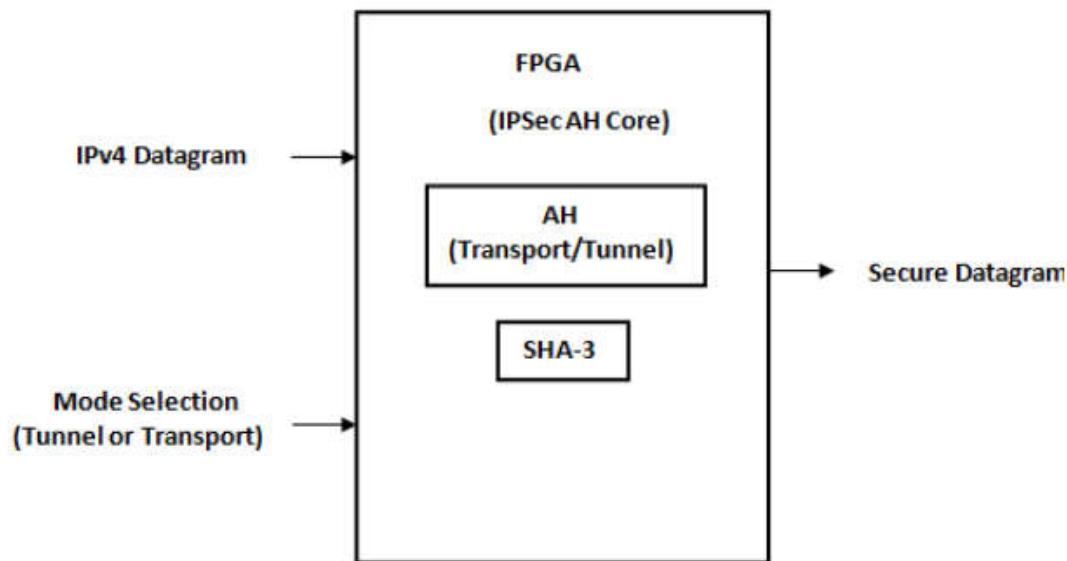 FPGA
(IPSec AH Core)
IPv4 Datagram
AH
(Transport/Tunnel)
Secure Datagram
SHA-3
Mode Selection
(Tunnel or Transport)